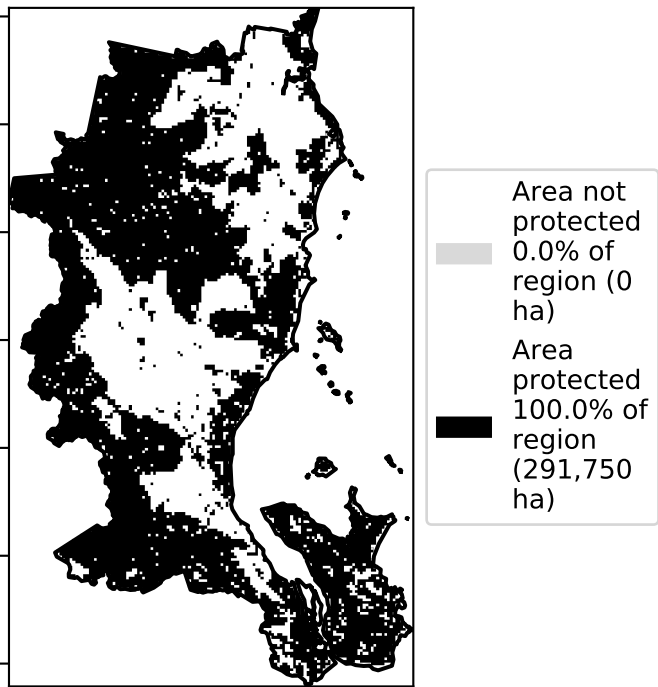 Area not
protected
0.0% of
region (0
ha)
Area
protected
100.0% of
region
(291,750
ha)